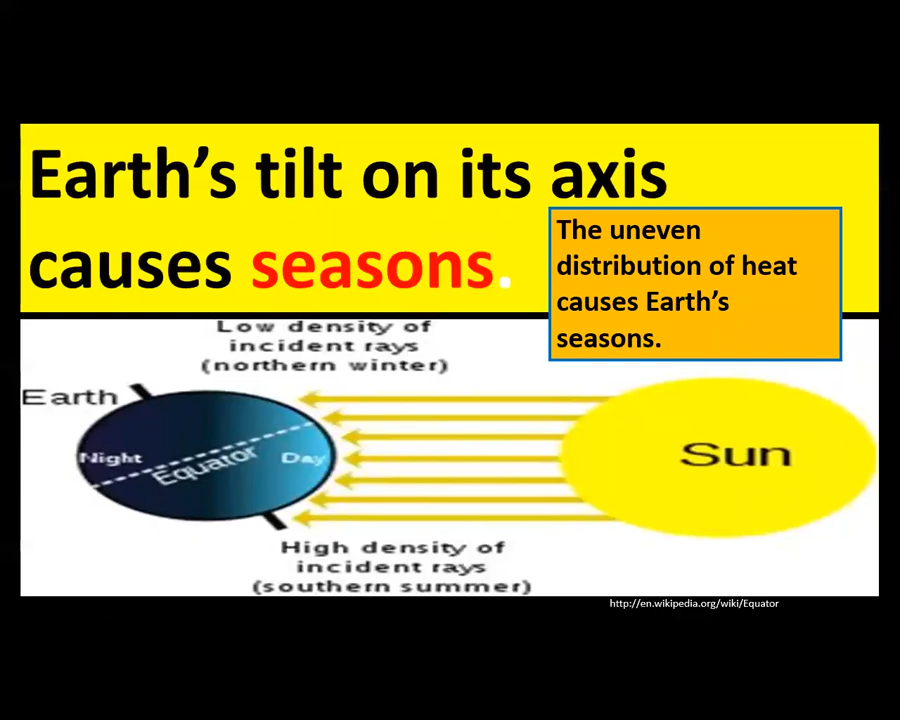 Earth's tilt on its axis
causes seasons.
The uneven
distribution of heat
causes Earth's
seasons.
Low density of
incident rays
(northern winter)
Earth
Night
Equator
Day
Sun
High density of
incident rays
(southern summer)
http://en.wikipedia.org/wiki/Equator